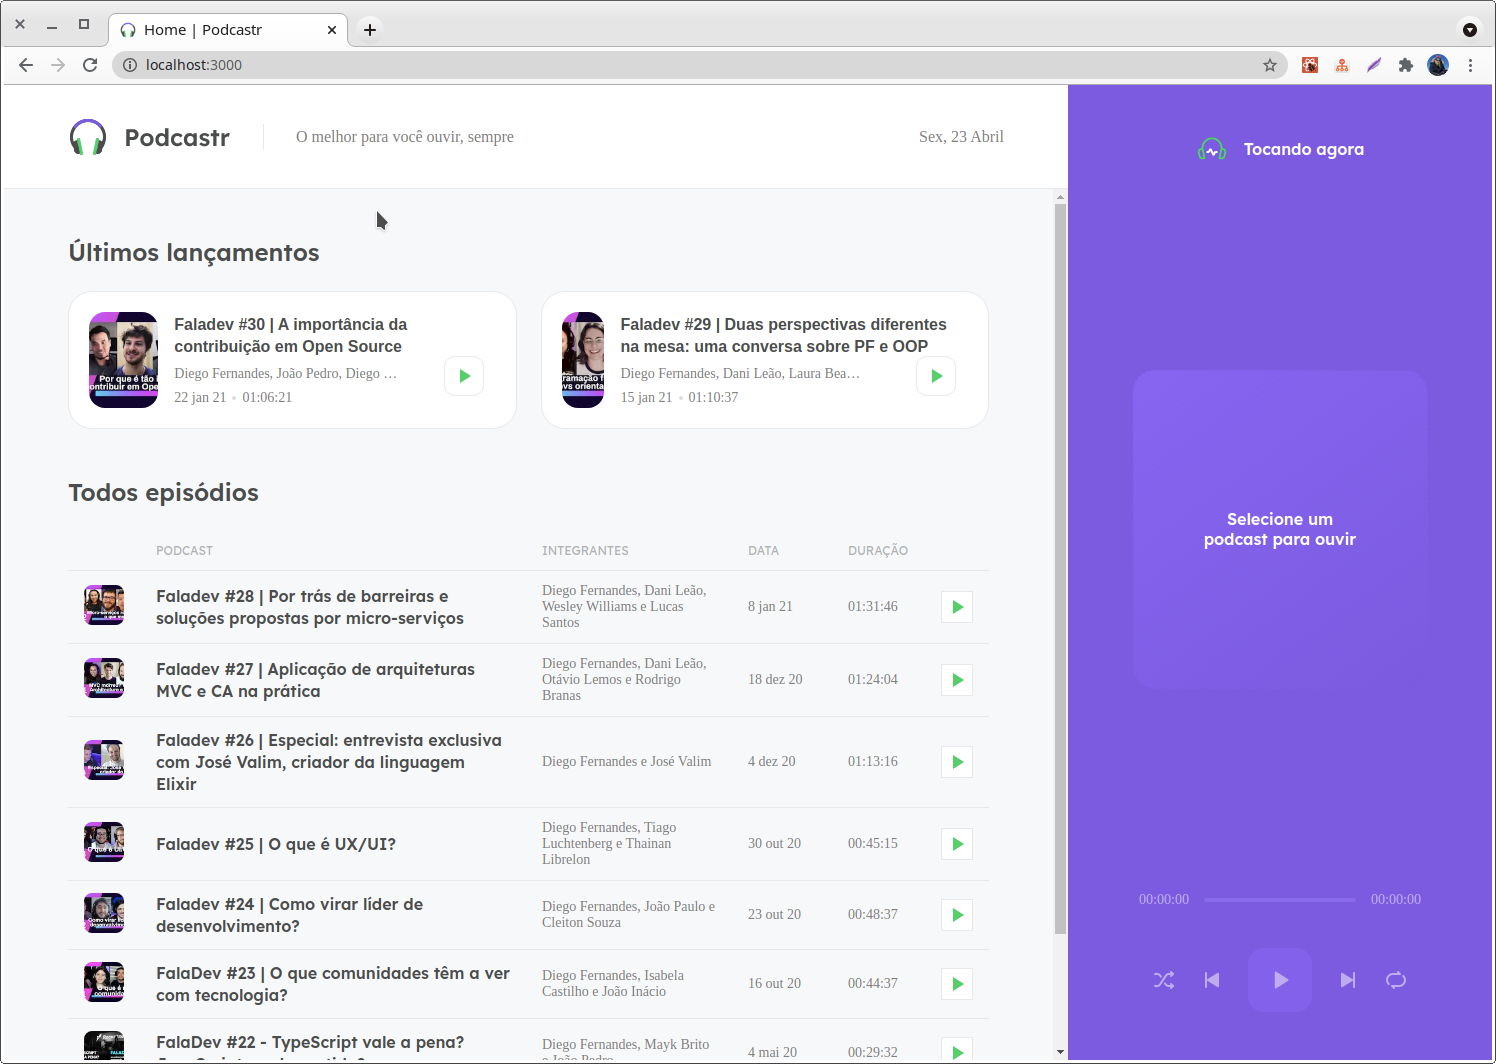 Home | Podcastr
localhost:3000
Podcastr
O melhor para você ouvir, sempre
Sex, 23 Abril
Últimos lançamentos
Por que é tão
Faladev #30 | A importância da
contribuição em Open Source
Diego Fernandes, João Pedro, Diego …
22 jan 21
01:06:21
Faladev #29 | Duas perspectivas diferentes
na mesa: uma conversa sobre PF e OOP
Diego Fernandes, Dani Leão, Laura Bea…
15 jan 21
01:10:37
Todos episódios
PODCAST INTEGRANTES DATA DURAÇÃO
Faladev #28 | Por trás de barreiras e
soluções propostas por micro-serviços
Diego Fernandes, Dani Leão,
Wesley Williams e Lucas
Santos
8 jan 21
01:31:46
Faladev #27 | Aplicação de arquiteturas
MVC e CA na prática
Diego Fernandes, Dani Leão,
Otávio Lemos e Rodrigo
Branas
18 dez 20
01:24:04
Faladev #26 | Especial: entrevista exclusiva
com José Valim, criador da linguagem
Elixir
Diego Fernandes e José Valim
4 dez 20
01:13:16
Faladev #25 | O que é UX/UI?
Diego Fernandes, Tiago
Luchtenberg e Thainan
Librelon
30 out 20
00:45:15
Faladev #24 | Como virar líder de
desenvolvimento?
Diego Fernandes, João Paulo e
Cleiton Souza
23 out 20
00:48:37
FalaDev #23 | O que comunidades têm a ver
com tecnologia?
Diego Fernandes, Isabela
Castilho e João Inácio
16 out 20
00:44:37
FalaDev #22 - TypeScript vale a pena?
Diego Fernandes, Mayk Brito
4 mai 20
00:29:32
Tocando agora
Selecione um
podcast para ouvir
00:00:00
00:00:00